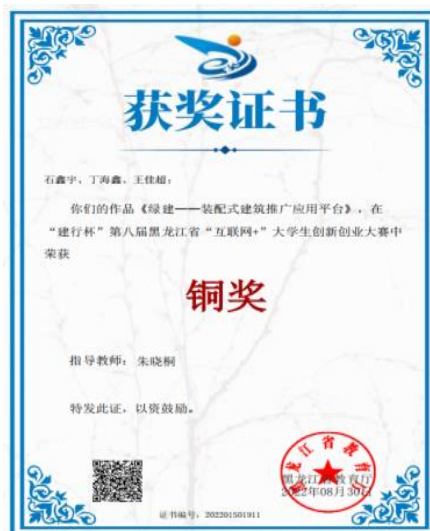 获奖证书
石鑫宇、丁海鑫、王佳超:
你们的作品《绿建——装配式建筑推广应用平台》，在
“建行杯”第八届黑龙江省“互联网+”大学生创新创业大赛中
荣获
铜奖
指导教师：朱晓桐
特发此证，以资鼓励。
黑龙江省教育厅
2022年08月30日
证书编号：202201501911